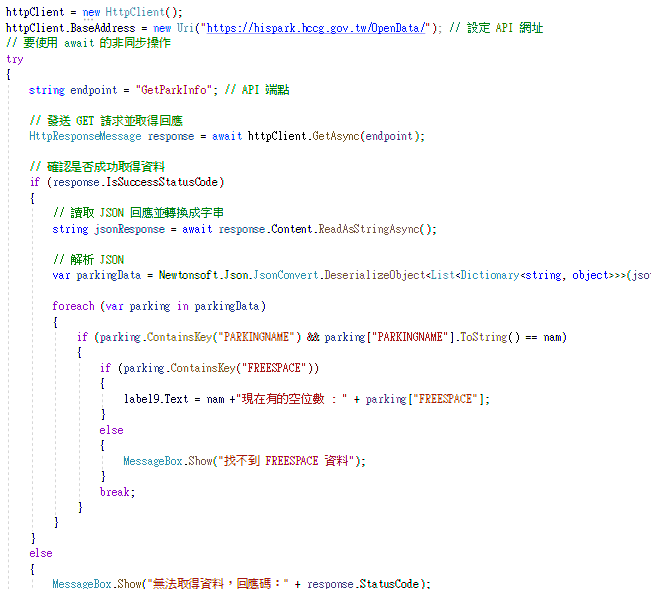 httpClient = new HttpClient();
httpClient.BaseAddress = new Uri("https://hispark.hccg.gov.tw/OpenData/"); // 設定 API 網址
// 要使用 await 的非同步操作
try
{
string endpoint = "GetParkInfo"; // API 端點
// 發送 GET 請求並取得回應
HttpResponseMessage response = await httpClient.GetAsync(endpoint);
// 確認是否成功取得資料
if (response.IsSuccessStatusCode)
{
// 讀取 JSON 回應並轉換成字串
string jsonResponse = await response.Content.ReadAsStringAsync();
// 解析 JSON
var parkingData = Newtonsoft.Json.JsonConvert.DeserializeObject<List<Dictionary<string, object>>>(jso
foreach (var parking in parkingData)
{
if (parking.ContainsKey("PARKINGNAME") && parking["PARKINGNAME"].ToString() == nam)
{
if (parking.ContainsKey("FREESPACE"))
{
label9.Text = nam +"現在有的空位數 : " + parking["FREESPACE"];
}
else
{
MessageBox.Show("找不到 FREESPACE 資料");
}
break;
}
}
}
else
{
MessageBox.Show("無法取得資料，回應碼：" + response.StatusCode);